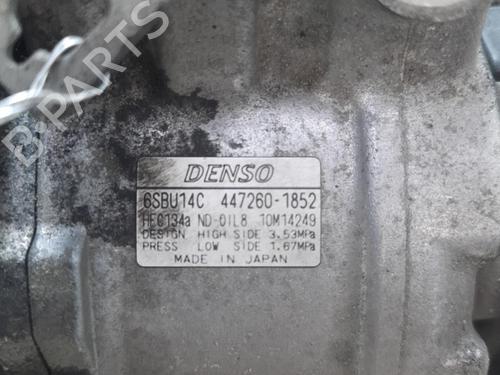 DENSO
6SBU14C 447260-1852
HFC134a ND-OIL8 10M14249
DESIGN HIGH SIDE 3.53MPa
PRESS LOW SIDE 1.67MPa
MADE IN JAPAN
B-PARTS